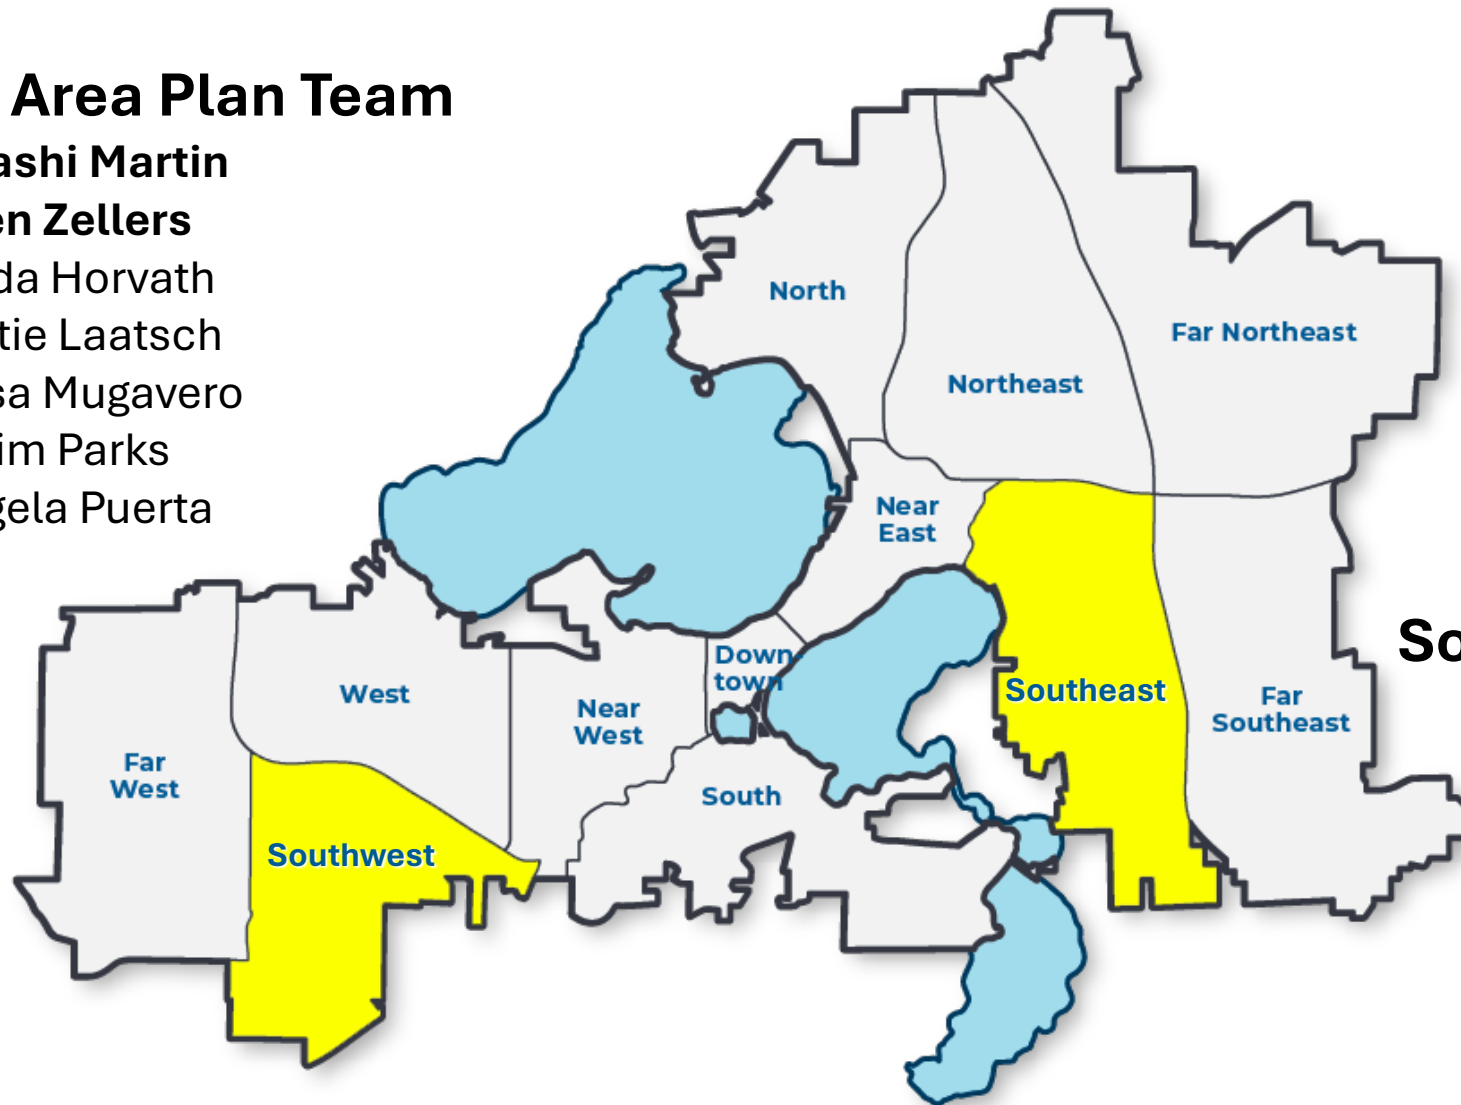 Area Plan Team
ashi Martin
en Zellers
da Horvath
tie Laatsch
sa Mugavero
im Parks
gela Puerta
North
Far Northeast
Northeast
Near
East
So
Down-
town
Southeast
West
Near
West
Far
Southeast
Far
West
South
Southwest